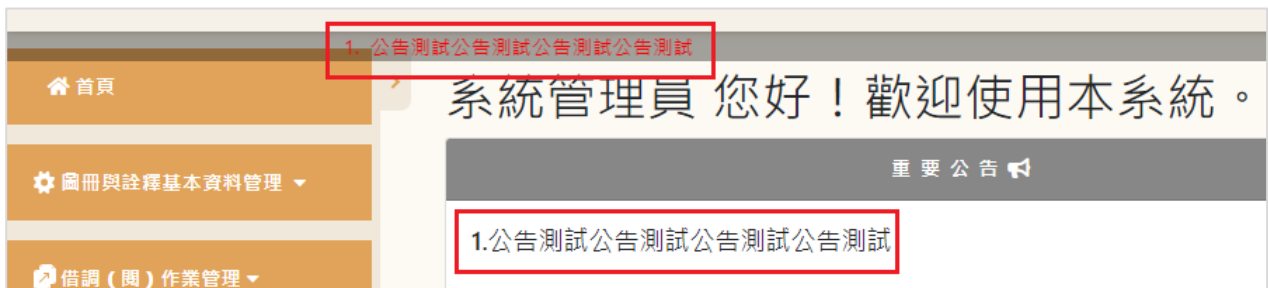 1. 公告測試公告測試公告測試公告測試
首頁
系統管理員 您好！歡迎使用本系統。
重 要 公 告
圖冊與詮釋基本資料管理
1.公告測試公告測試公告測試公告測試
借調（閱）作業管理